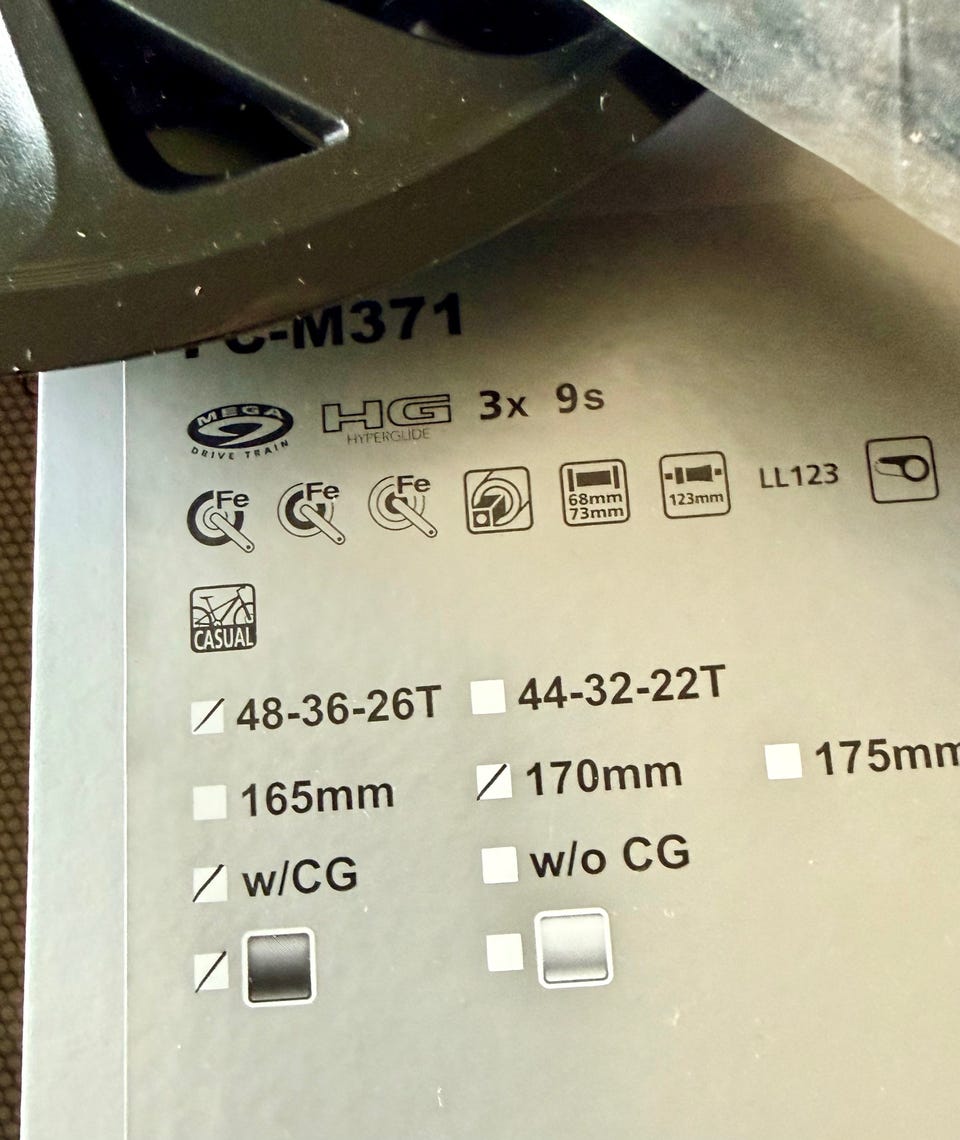 FC-M371
MEGA 9 DRIVE TRAIN HG HYPERGLIDE 3x 9s
Fe Fe Fe 68mm 73mm 123mm LL123
CASUAL
48-36-26T 44-32-22T
165mm 170mm 175mm
w/CG w/o CG